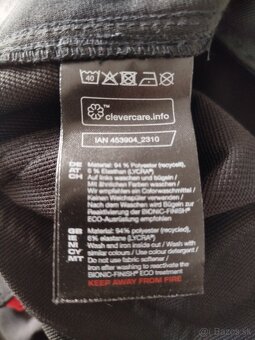 40
clevercare.info
IAN 453904_2310
DE
AT
CH
Material: 94 % Polyester (recycelt),
6 % Elasthan (LYCRA®)
Auf links waschen und bügeln /
Mit ähnlichen Farben waschen /
Wir empfehlen Colorwaschmittel /
Keinen Weichspüler verwenden /
Nach dem Waschen wird Bügeln zur
Reaktivierung der BIONIC-FINISH®
ECO-Ausrüstung empfohlen
GB
IE
NI
CY
MT
Material: 94% polyester (recycled),
6% elastane (LYCRA®)
Wash and iron inside out / Wash with
similar colours / Use colour detergent /
Do not use fabric softener /
Iron after washing to reactivate the
BIONIC-FINISH® ECO treatment
KEEP AWAY FROM FIRE